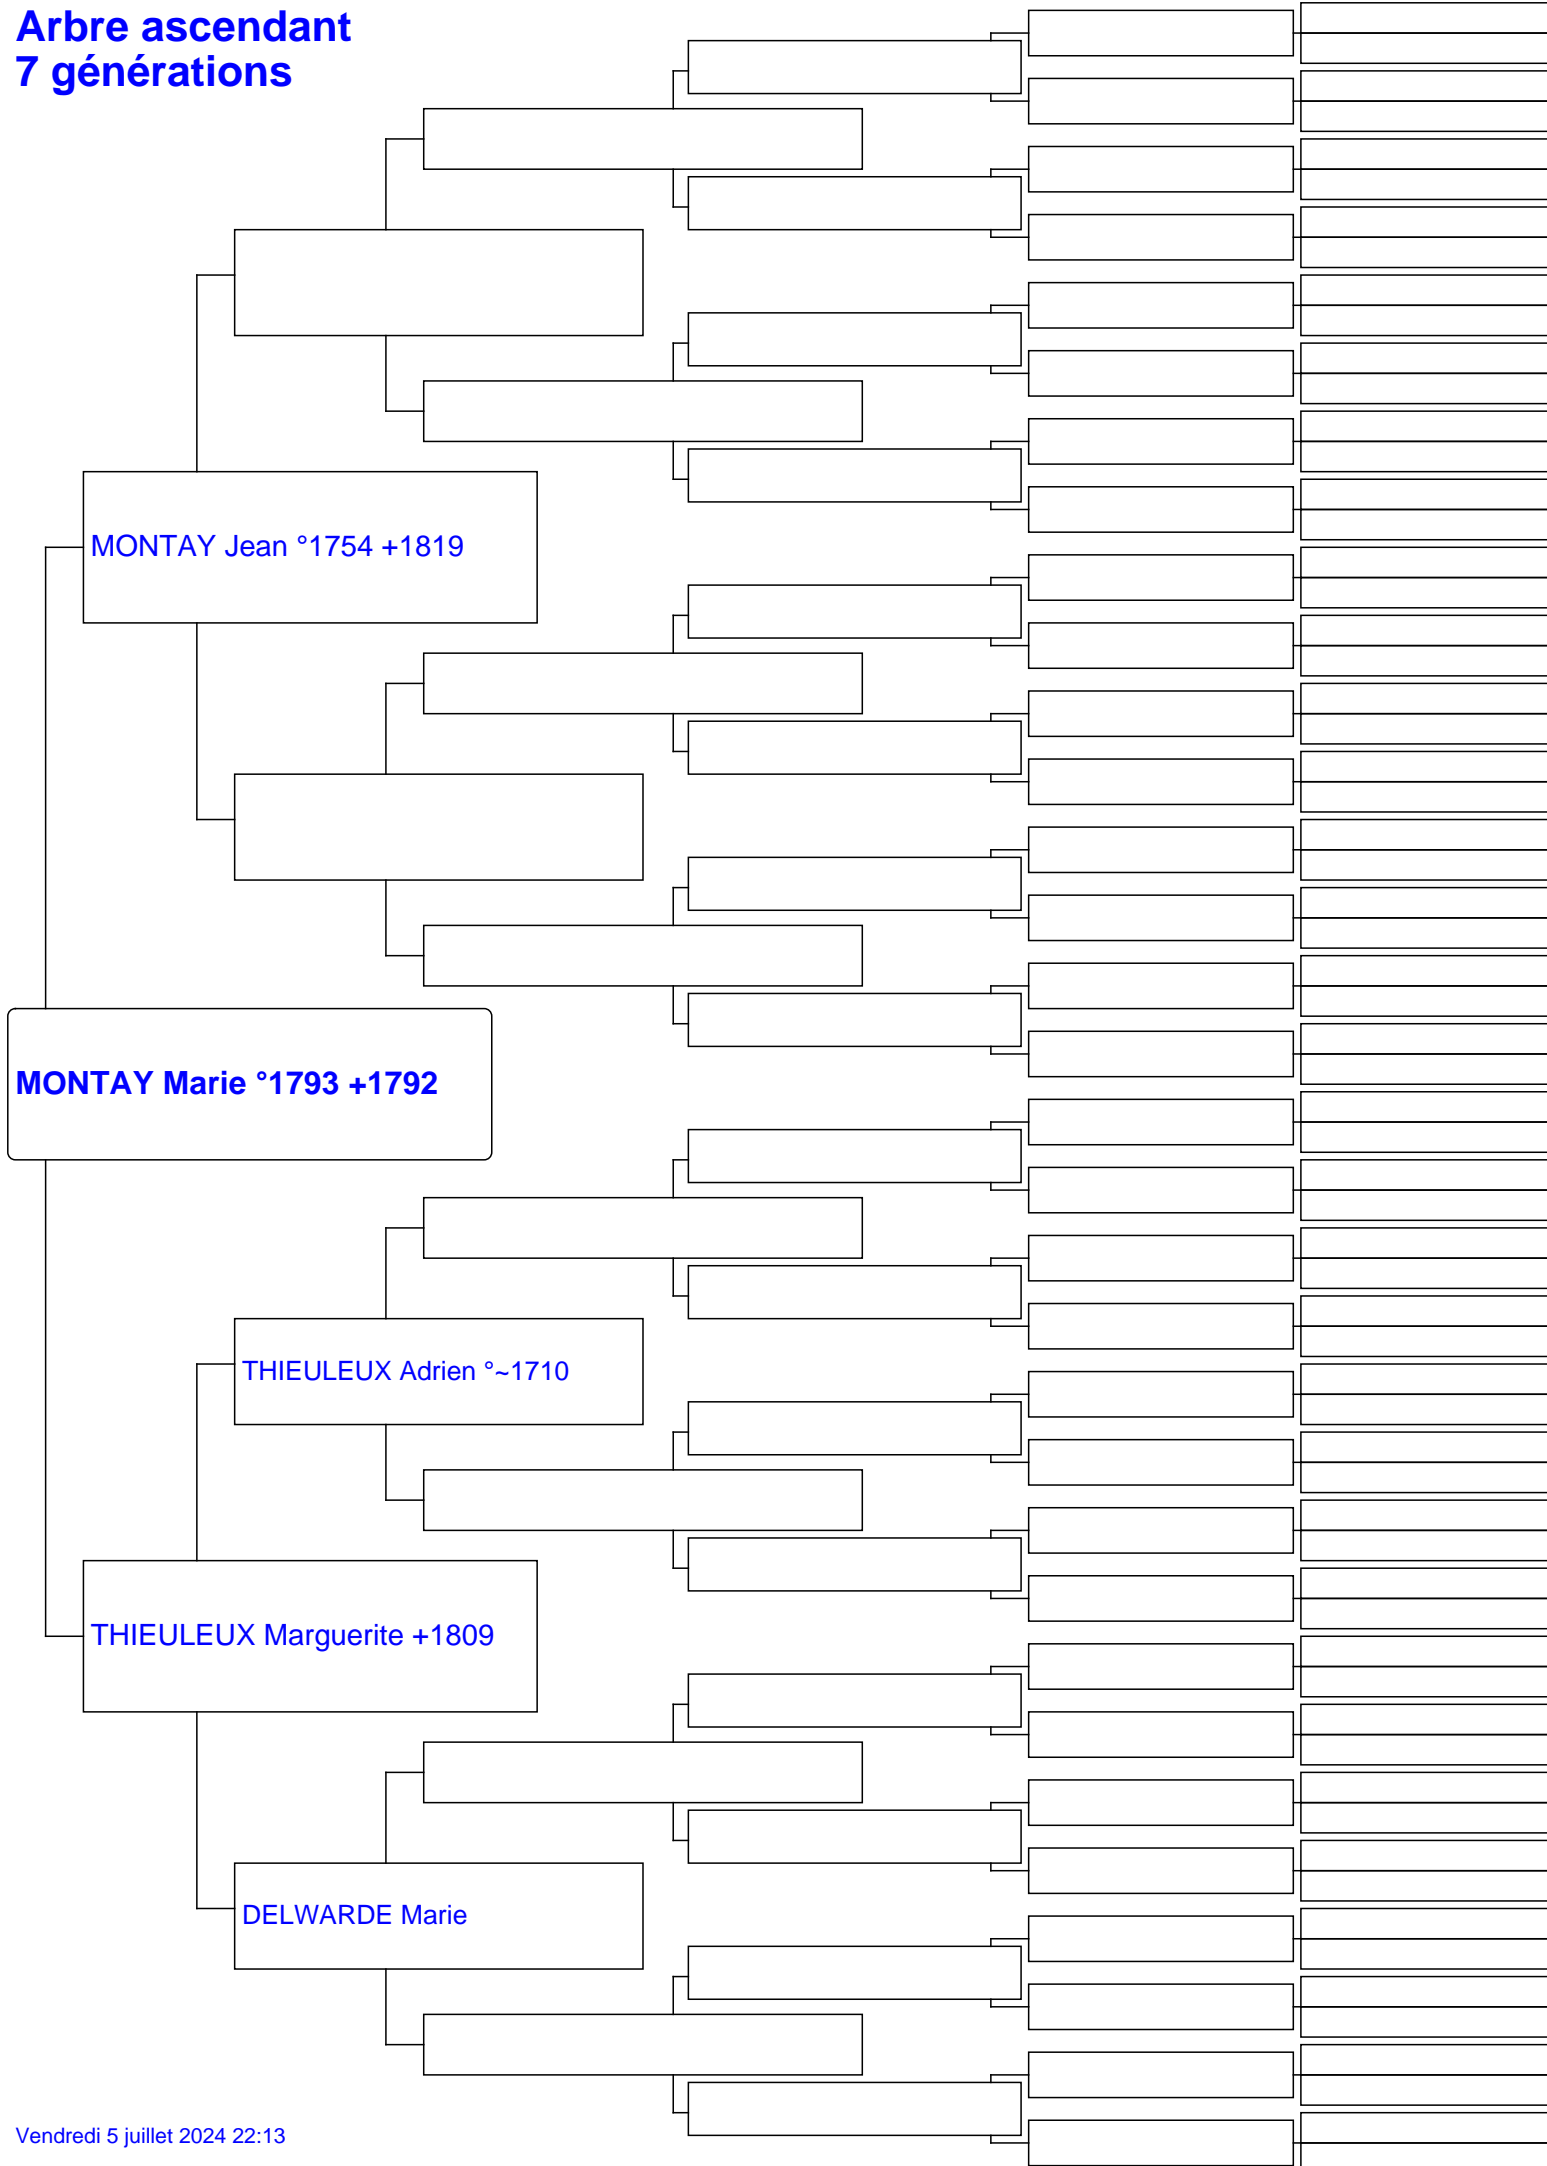 Arbre ascendant
7 générations
MONTAY Jean °1754 +1819
MONTAY Marie °1793 +1792
THIEULEUX Adrien °~1710
THIEULEUX Marguerite +1809
DELWARDE Marie
Vendredi 5 juillet 2024 22:13